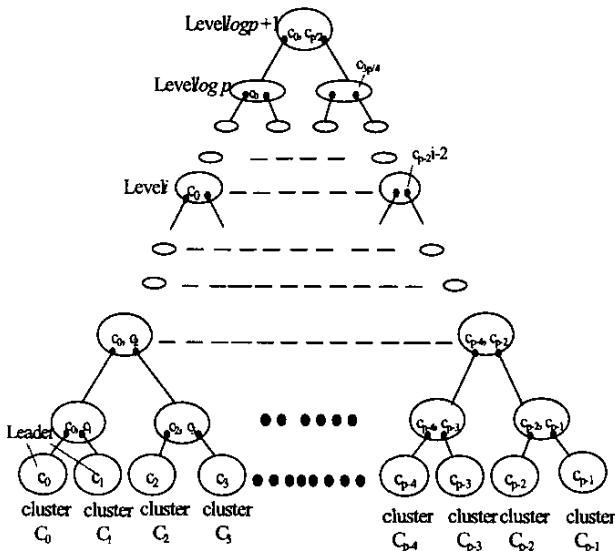 Level logp+1
c0, cp/2
Level log p
c0
c3p/4
cp-2i-2
Level i
c0
c0, c2
cp-4, cp-2
c0, c1
c2, c3
cp-4, cp-3
cp-2, cp-1
Leader
c0 c1 c2 c3 cp-4 cp-3 cp-2 cp-1
cluster cluster cluster cluster cluster cluster cluster cluster
C0 C1 C2 C3 Cp-4 Cp-3 Cp-2 Cp-1